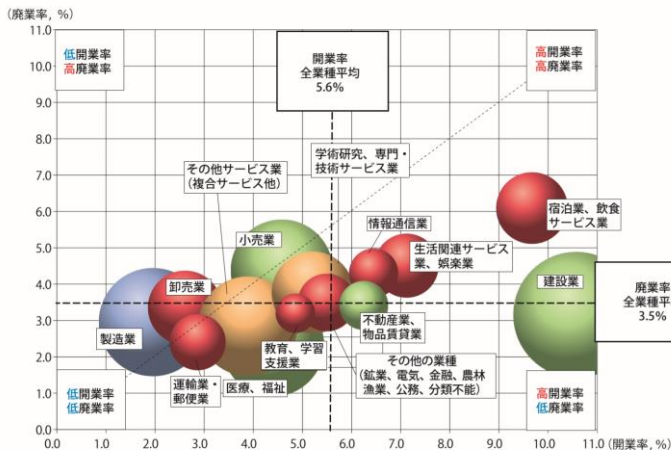 (廃業率, %)
11.0
10.0
9.0
8.0
7.0
6.0
5.0
4.0
3.0
2.0
1.0
0.0
低開業率
高廃業率
開業率
全業種平均
5.6%
高開業率
高廃業率
学術研究、専門・
技術サービス業
その他サービス業
(複合サービス他)
小売業
情報通信業
宿泊業、飲食
サービス業
生活関連サービス
業、娯楽業
卸売業
建設業
廃業率
全業種平
3.5%
製造業
不動産業、
物品賃貸業
教育、学習
支援業
その他の業種
(鉱業、電気、金融、農林
漁業、公務、分類不能)
運輸業・
郵便業
医療、福祉
低開業率
低廃業率
高開業率
低廃業率
0.0 1.0 2.0 3.0 4.0 5.0 6.0 7.0 8.0 9.0 10.0 11.0
(開業率, %)